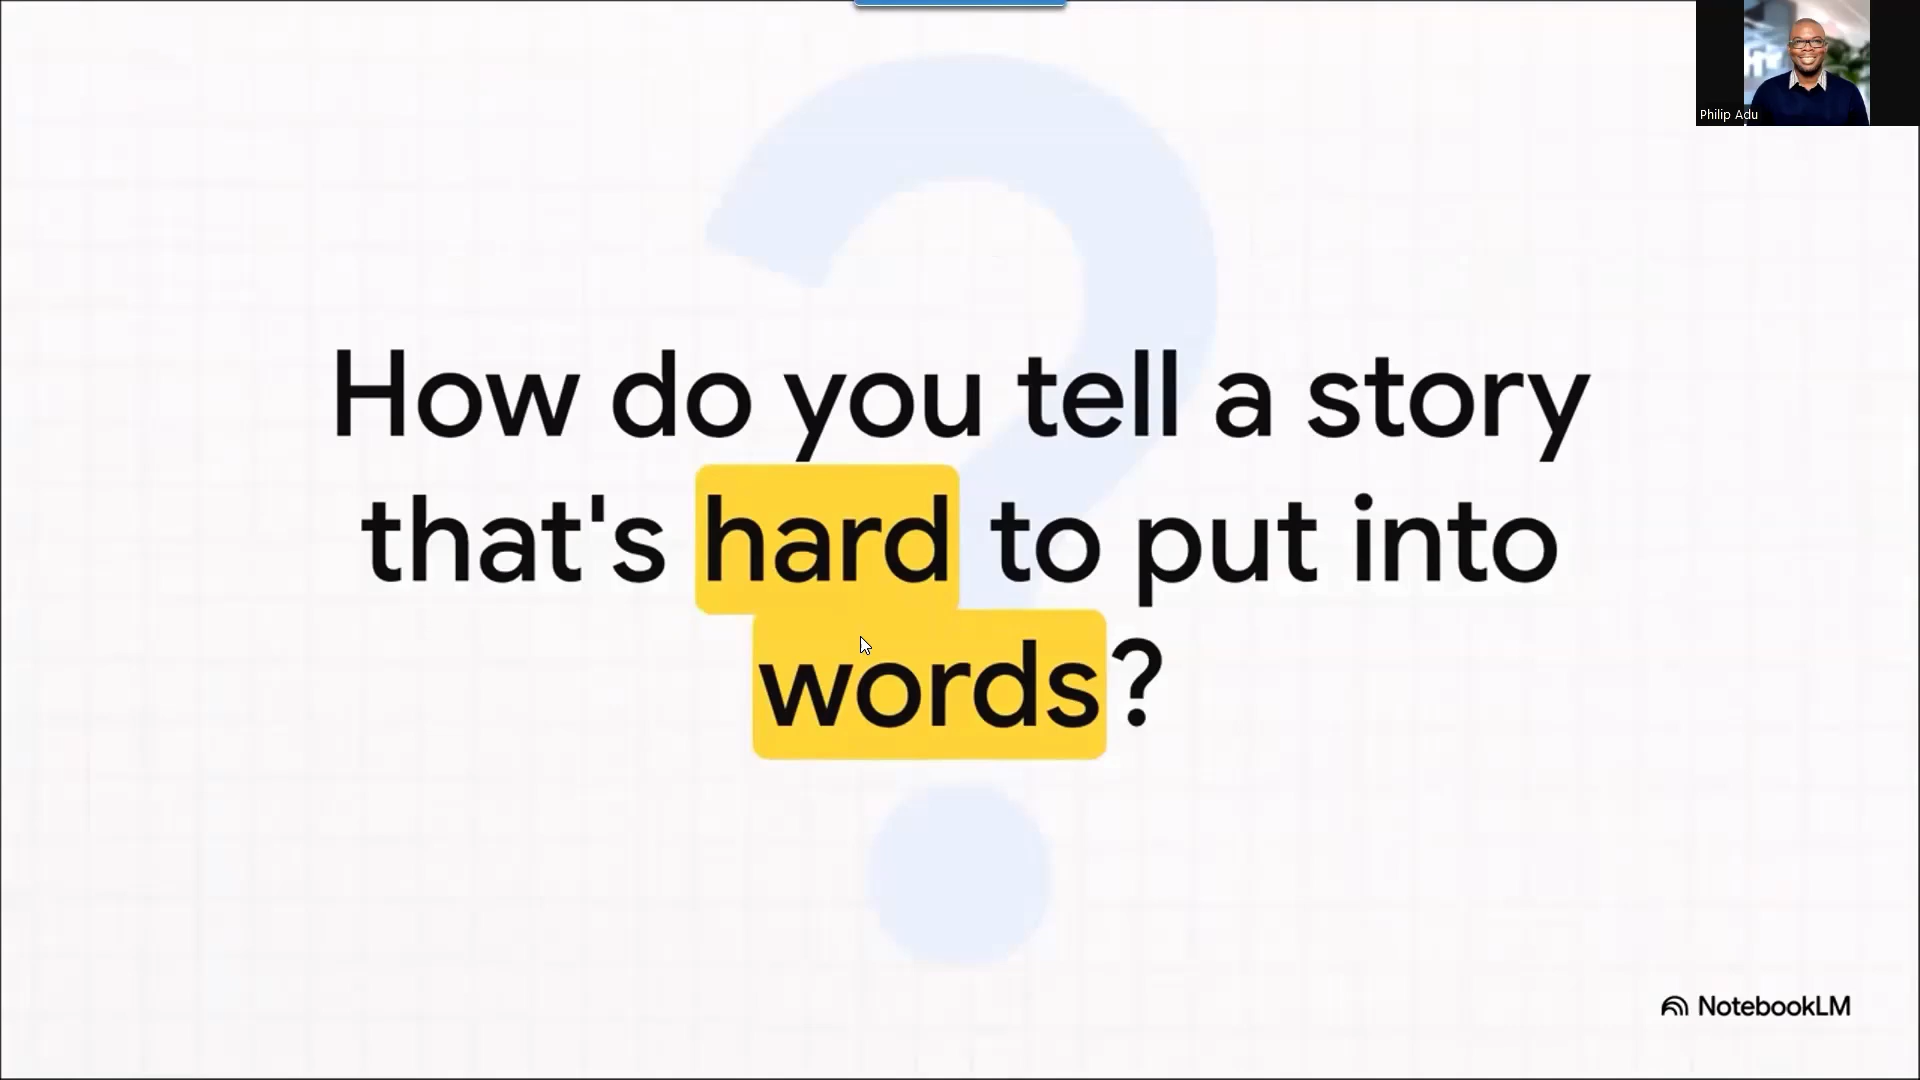 Philip Adu
How do you tell a story
that's hard to put into
words?
NotebookLM